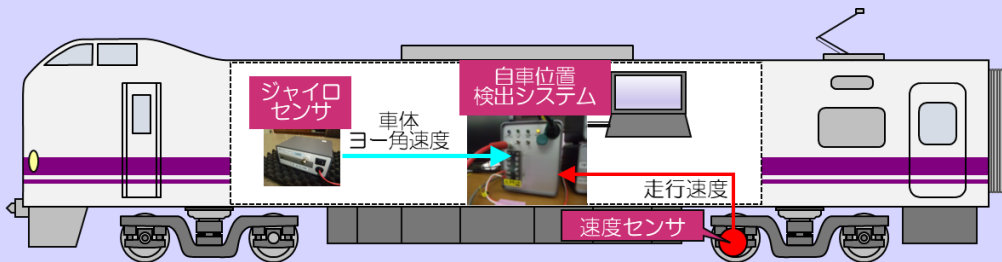 ジャイロ
センサ
車体
ヨー角速度
自車位置
検出システム
走行速度
速度センサ